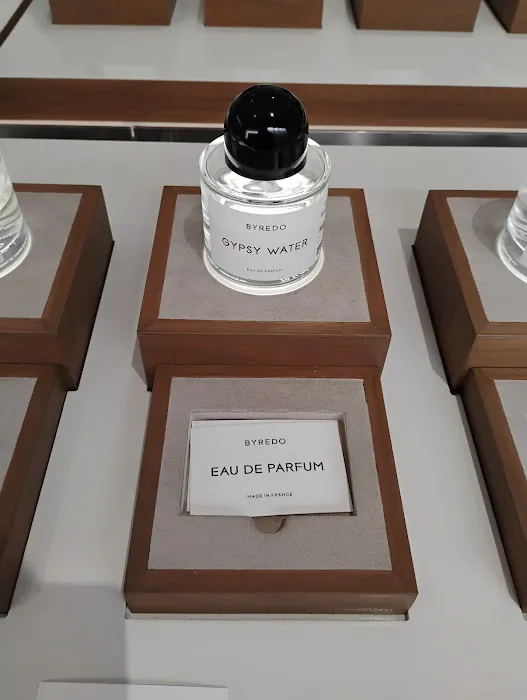 BYREDO
GYPSY WATER
EAU DE PARFUM
BYREDO
EAU DE PARFUM
MADE IN FRANCE